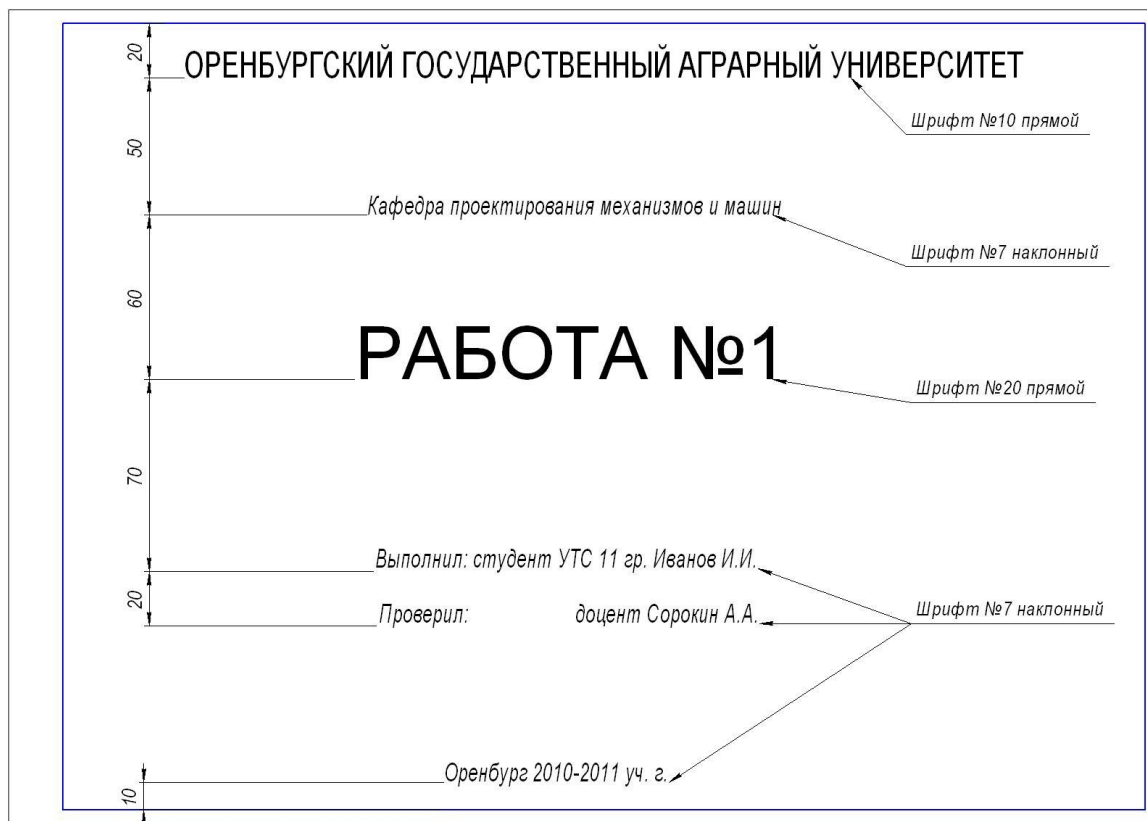 20
ОРЕНБУРГСКИЙ ГОСУДАРСТВЕННЫЙ АГРАРНЫЙ УНИВЕРСИТЕТ
Шрифт №10 прямой
50
Кафедра проектирования механизмов и машин
Шрифт №7 наклонный
60
РАБОТА №1
Шрифт №20 прямой
70
Выполнил: студент УТС 11 гр. Иванов И.И.
20
Проверил: доцент Сорокин А.А.
Шрифт №7 наклонный
Оренбург 2010-2011 уч. г.
10